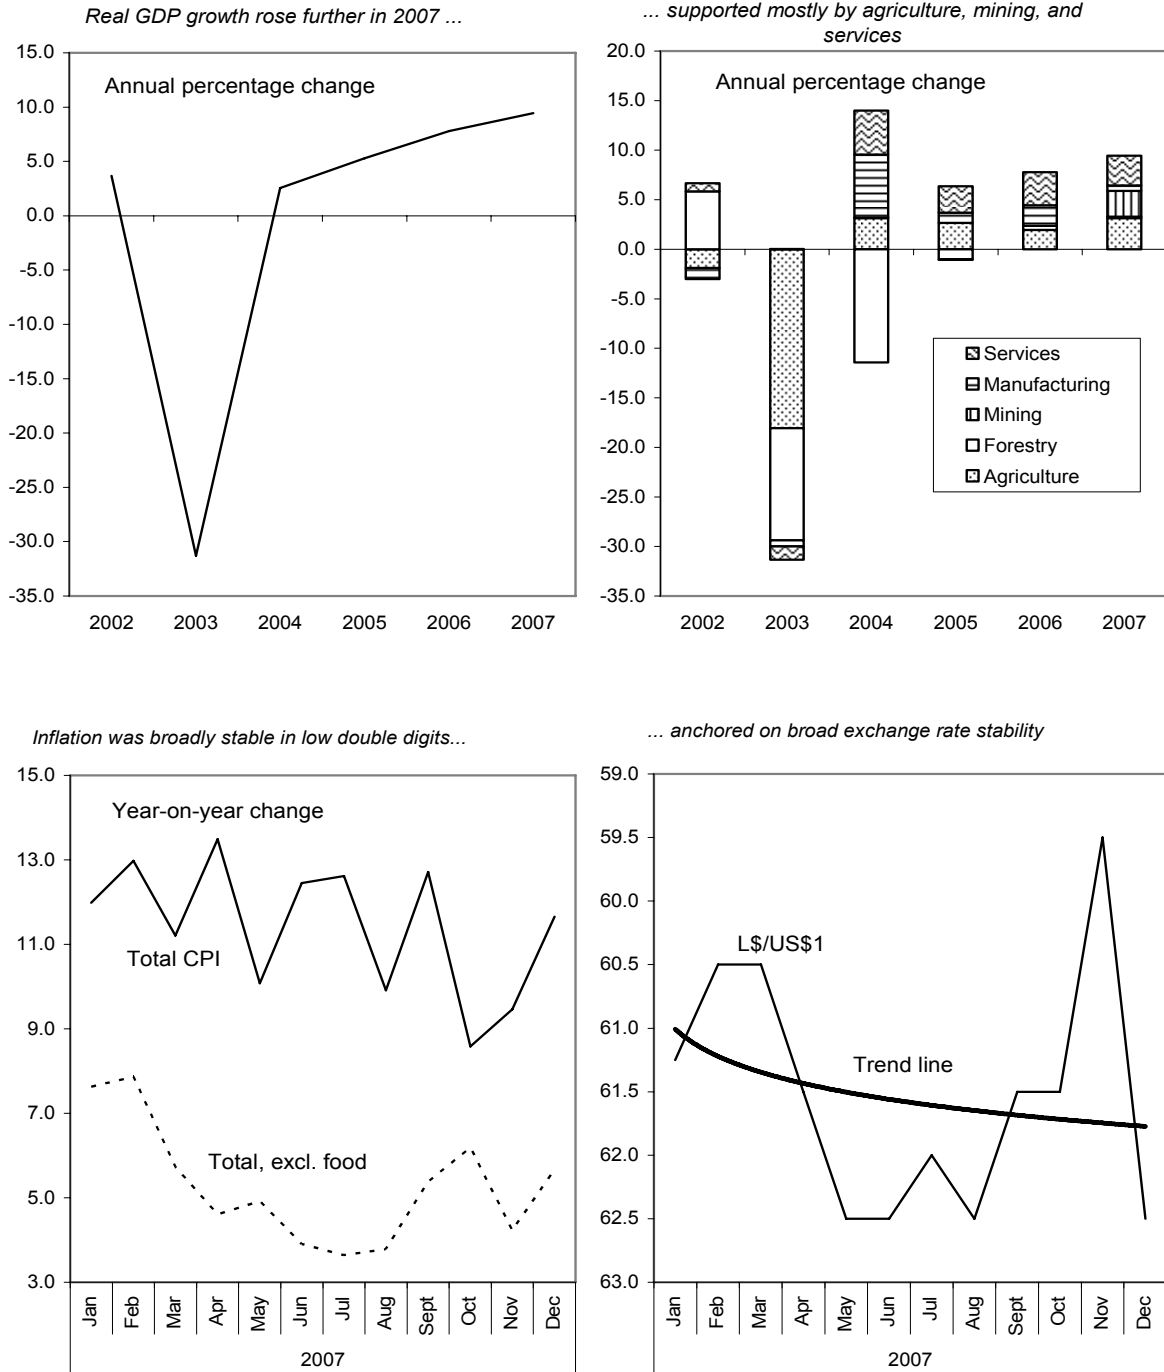 Real GDP growth rose further in 2007 ...
Annual percentage change
15.0
10.0
5.0
0.0
-5.0
-10.0
-15.0
-20.0
-25.0
-30.0
-35.0
2002 2003 2004 2005 2006 2007
... supported mostly by agriculture, mining, and
services
Annual percentage change
20.0
15.0
10.0
5.0
0.0
-5.0
-10.0
-15.0
-20.0
-25.0
-30.0
-35.0
Services
Manufacturing
Mining
Forestry
Agriculture
2002 2003 2004 2005 2006 2007
Inflation was broadly stable in low double digits...
15.0
13.0
11.0
9.0
7.0
5.0
3.0
Year-on-year change
Total CPI
Total, excl. food
Jan Feb Mar Apr May Jun Jul Aug Sept Oct Nov Dec
2007
... anchored on broad exchange rate stability
59.0
59.5
60.0
60.5
61.0
61.5
62.0
62.5
63.0
L$/US$1
Trend line
Jan Feb Mar Apr May Jun Jul Aug Sept Oct Nov Dec
2007